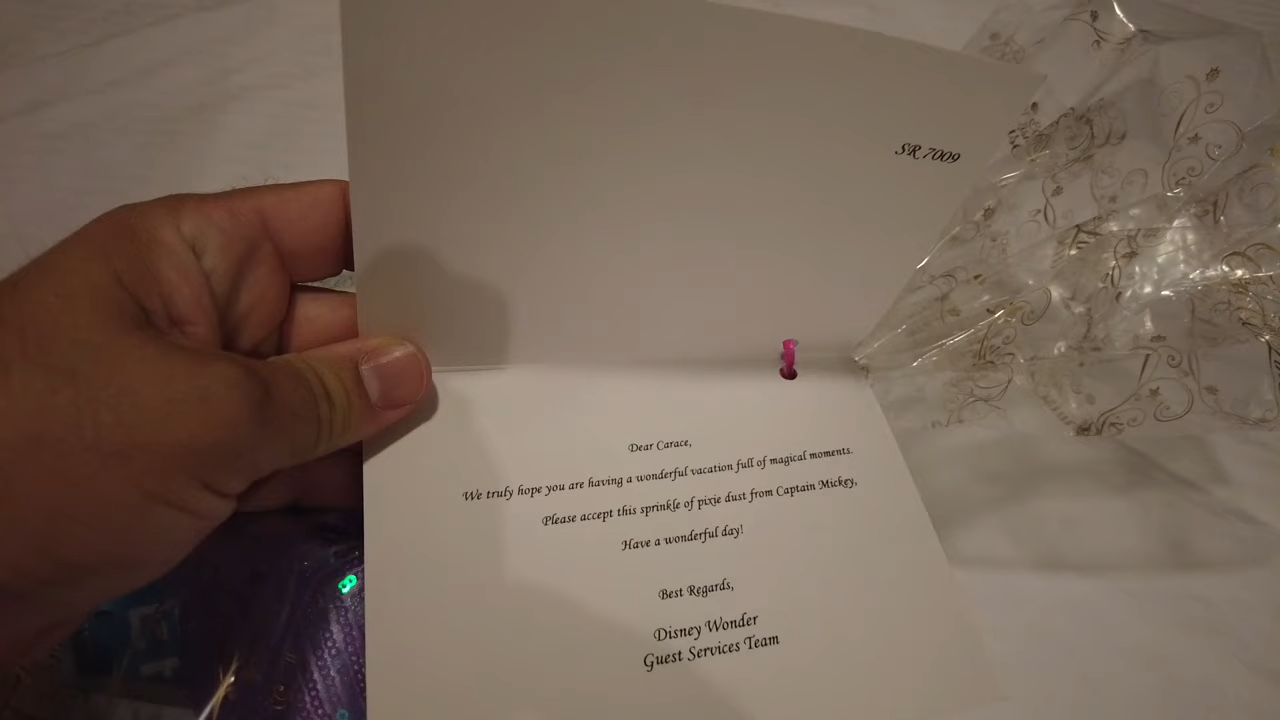 SR 7009
Dear Carace,
We truly hope you are having a wonderful vacation full of magical moments.
Please accept this sprinkle of pixie dust from Captain Mickey,
Have a wonderful day!
Best Regards,
Disney Wonder
Guest Services Team